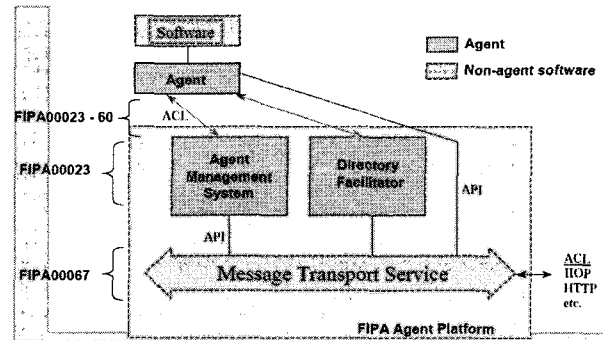 Software
Agent
Agent
Non-agent software
FIPA00023 - 60
ACL
FIPA00023
Agent
Management
System
Directory
Facilitator
API
API
FIPA00067
Message Transport Service
ACL
IIOP
HTTP
etc.
FIPA Agent Platform